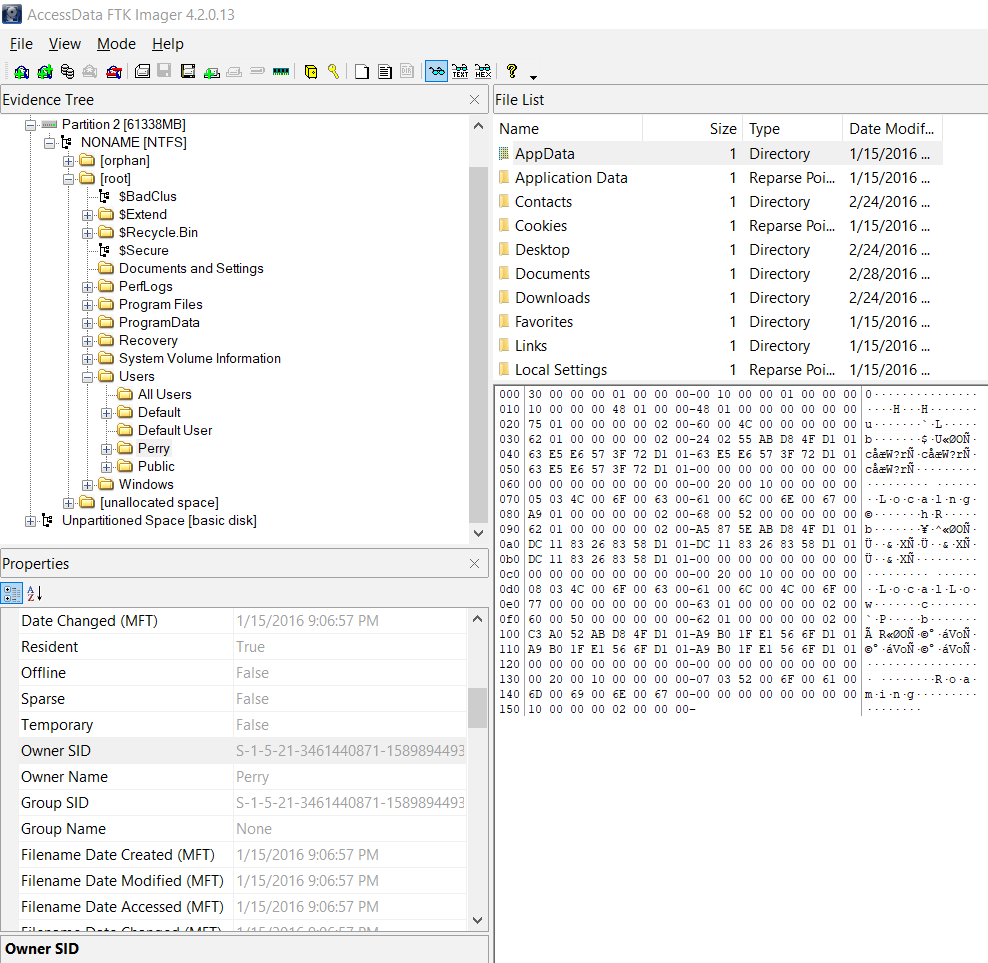 AccessData FTK Imager 4.2.0.13
File View Mode Help
Evidence Tree
Partition 2 [61338MB]
NONAME [NTFS]
[orphan]
[root]
$BadClus
$Extend
$Recycle.Bin
$Secure
Documents and Settings
PerfLogs
Program Files
ProgramData
Recovery
System Volume Information
Users
All Users
Default
Default User
Perry
Public
Windows
[unallocated space]
Unpartitioned Space [basic disk]
Properties
Date Changed (MFT) 1/15/2016 9:06:57 PM
Resident True
Offline False
Sparse False
Temporary False
Owner SID S-1-5-21-3461440871-1589894493
Owner Name Perry
Group SID S-1-5-21-3461440871-1589894493
Group Name None
Filename Date Created (MFT) 1/15/2016 9:06:57 PM
Filename Date Modified (MFT) 1/15/2016 9:06:57 PM
Filename Date Accessed (MFT) 1/15/2016 9:06:57 PM
Owner SID
File List
Name Size Type Date Modif...
AppData 1 Directory 1/15/2016 ...
Application Data 1 Reparse Poi... 1/15/2016 ...
Contacts 1 Directory 2/24/2016 ...
Cookies 1 Reparse Poi... 1/15/2016 ...
Desktop 1 Directory 2/24/2016 ...
Documents 1 Directory 2/28/2016 ...
Downloads 1 Directory 2/24/2016 ...
Favorites 1 Directory 1/15/2016 ...
Links 1 Directory 1/15/2016 ...
Local Settings 1 Reparse Poi... 1/15/2016 ...
000 30 00 00 00 01 00 00 00-00 10 00 00 01 00 00 00 0···············
010 10 00 00 00 48 01 00 00-48 01 00 00 00 00 00 00 ····H···H·······
020 75 01 00 00 00 00 02 00-60 00 4C 00 00 00 00 00 u·······`·L·····
030 62 01 00 00 00 00 02 00-24 02 55 AB D8 4F D1 01 b·······$·U«ØOÑ·
040 63 E5 E6 57 3F 72 D1 01-63 E5 E6 57 3F 72 D1 01 cåæW?rÑ·cåæW?rÑ·
050 63 E5 E6 57 3F 72 D1 01-00 00 00 00 00 00 00 00 cåæW?rÑ·········
060 00 00 00 00 00 00 00 00-00 20 00 10 00 00 00 00 ········· ······
070 05 03 4C 00 6F 00 63 00-61 00 6C 00 6E 00 67 00 ··L·o·c·a·l·n·g·
080 A9 01 00 00 00 00 02 00-68 00 52 00 00 00 00 00 ©·······h·R·····
090 62 01 00 00 00 00 02 00-A5 87 5E AB D8 4F D1 01 b·······¥·^«ØOÑ·
0a0 DC 11 83 26 83 58 D1 01-DC 11 83 26 83 58 D1 01 Ü··&·XÑ·Ü··&·XÑ·
0b0 DC 11 83 26 83 58 D1 01-00 00 00 00 00 00 00 00 Ü··&·XÑ·········
0c0 00 00 00 00 00 00 00 00-00 20 00 10 00 00 00 00 ········· ······
0d0 08 03 4C 00 6F 00 63 00-61 00 6C 00 4C 00 6F 00 ··L·o·c·a·l·L·o·
0e0 77 00 00 00 00 00 00 00-63 01 00 00 00 00 02 00 w·······c·······
0f0 60 00 50 00 00 00 00 00-62 01 00 00 00 00 02 00 `·P·····b·······
100 C3 A0 52 AB D8 4F D1 01-A9 B0 1F E1 56 6F D1 01 Ã R«ØOÑ·©°·áVoÑ·
110 A9 B0 1F E1 56 6F D1 01-A9 B0 1F E1 56 6F D1 01 ©°·áVoÑ·©°·áVoÑ·
120 00 00 00 00 00 00 00 00-00 00 00 00 00 00 00 00 ················
130 00 20 00 10 00 00 00 00-07 03 52 00 6F 00 61 00 · ········R·o·a·
140 6D 00 69 00 6E 00 67 00-00 00 00 00 00 00 00 00 m·i·n·g·········
150 10 00 00 00 02 00 00 00- ········